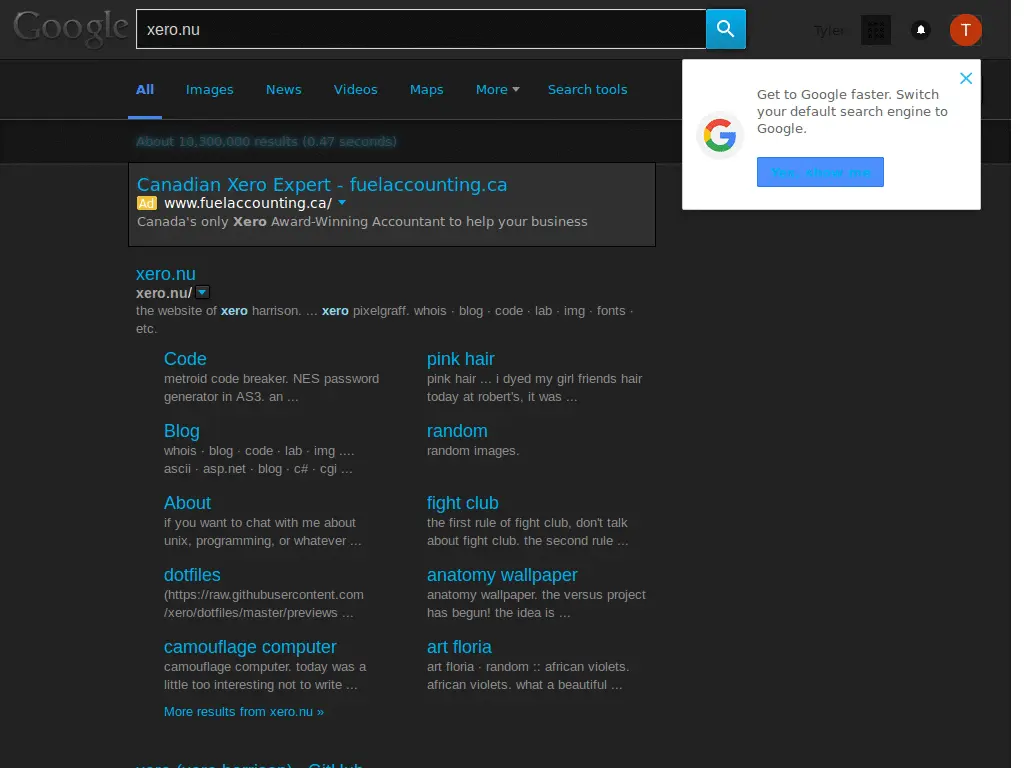 Google
xero.nu
Tyler
T
All Images News Videos Maps More Search tools
About 10,300,000 results (0.47 seconds)
Get to Google faster. Switch
your default search engine to
Google.
Yes, show me
Canadian Xero Expert - fuelaccounting.ca
Ad www.fuelaccounting.ca/
Canada's only Xero Award-Winning Accountant to help your business
xero.nu
xero.nu/
the website of xero harrison. ... xero pixelgraff. whois · blog · code · lab · img · fonts ·
etc.
Code
metroid code breaker. NES password
generator in AS3. an ...
pink hair
pink hair ... i dyed my girl friends hair
today at robert's, it was ...
Blog
whois · blog · code · lab · img ....
ascii · asp.net · blog · c# · cgi ...
random
random images.
About
if you want to chat with me about
unix, programming, or whatever ...
fight club
the first rule of fight club, don't talk
about fight club. the second rule ...
dotfiles
(https://raw.githubusercontent.com
/xero/dotfiles/master/previews ...
anatomy wallpaper
anatomy wallpaper. the versus project
has begun! the idea is ...
camouflage computer
camouflage computer. today was a
little too interesting not to write ...
art floria
art floria · random :: african violets.
african violets. what a beautiful ...
More results from xero.nu »
xero (xero harrison) · GitHub